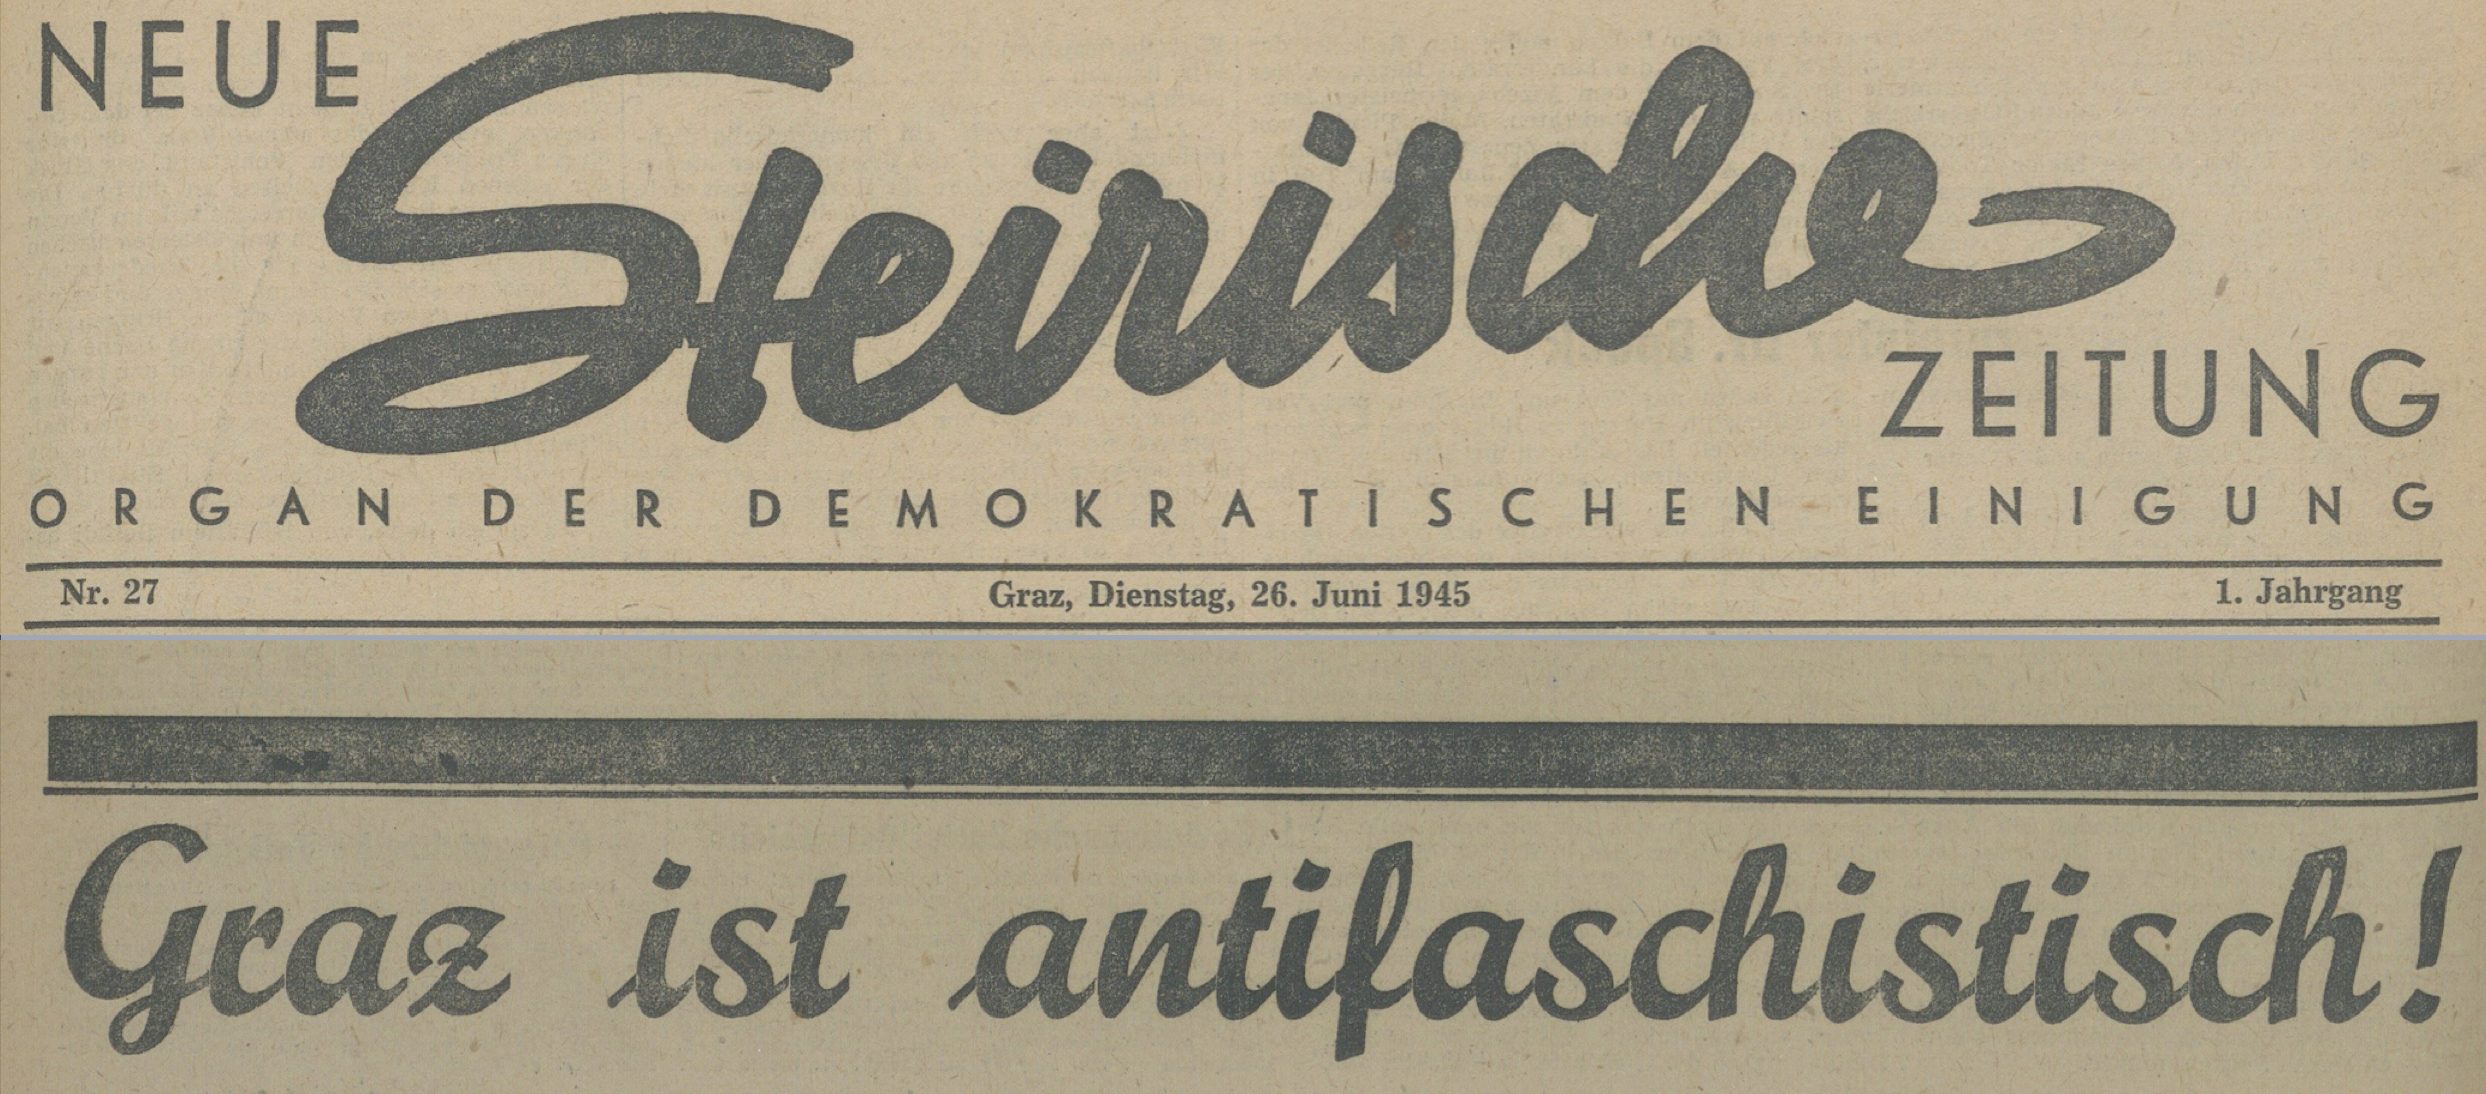 NEUE
Steirische
ZEITUNG
ORGAN DER DEMOKRATISCHEN EINIGUNG
Nr. 27 Graz, Dienstag, 26. Juni 1945 1. Jahrgang
Graz ist antifaschistisch!